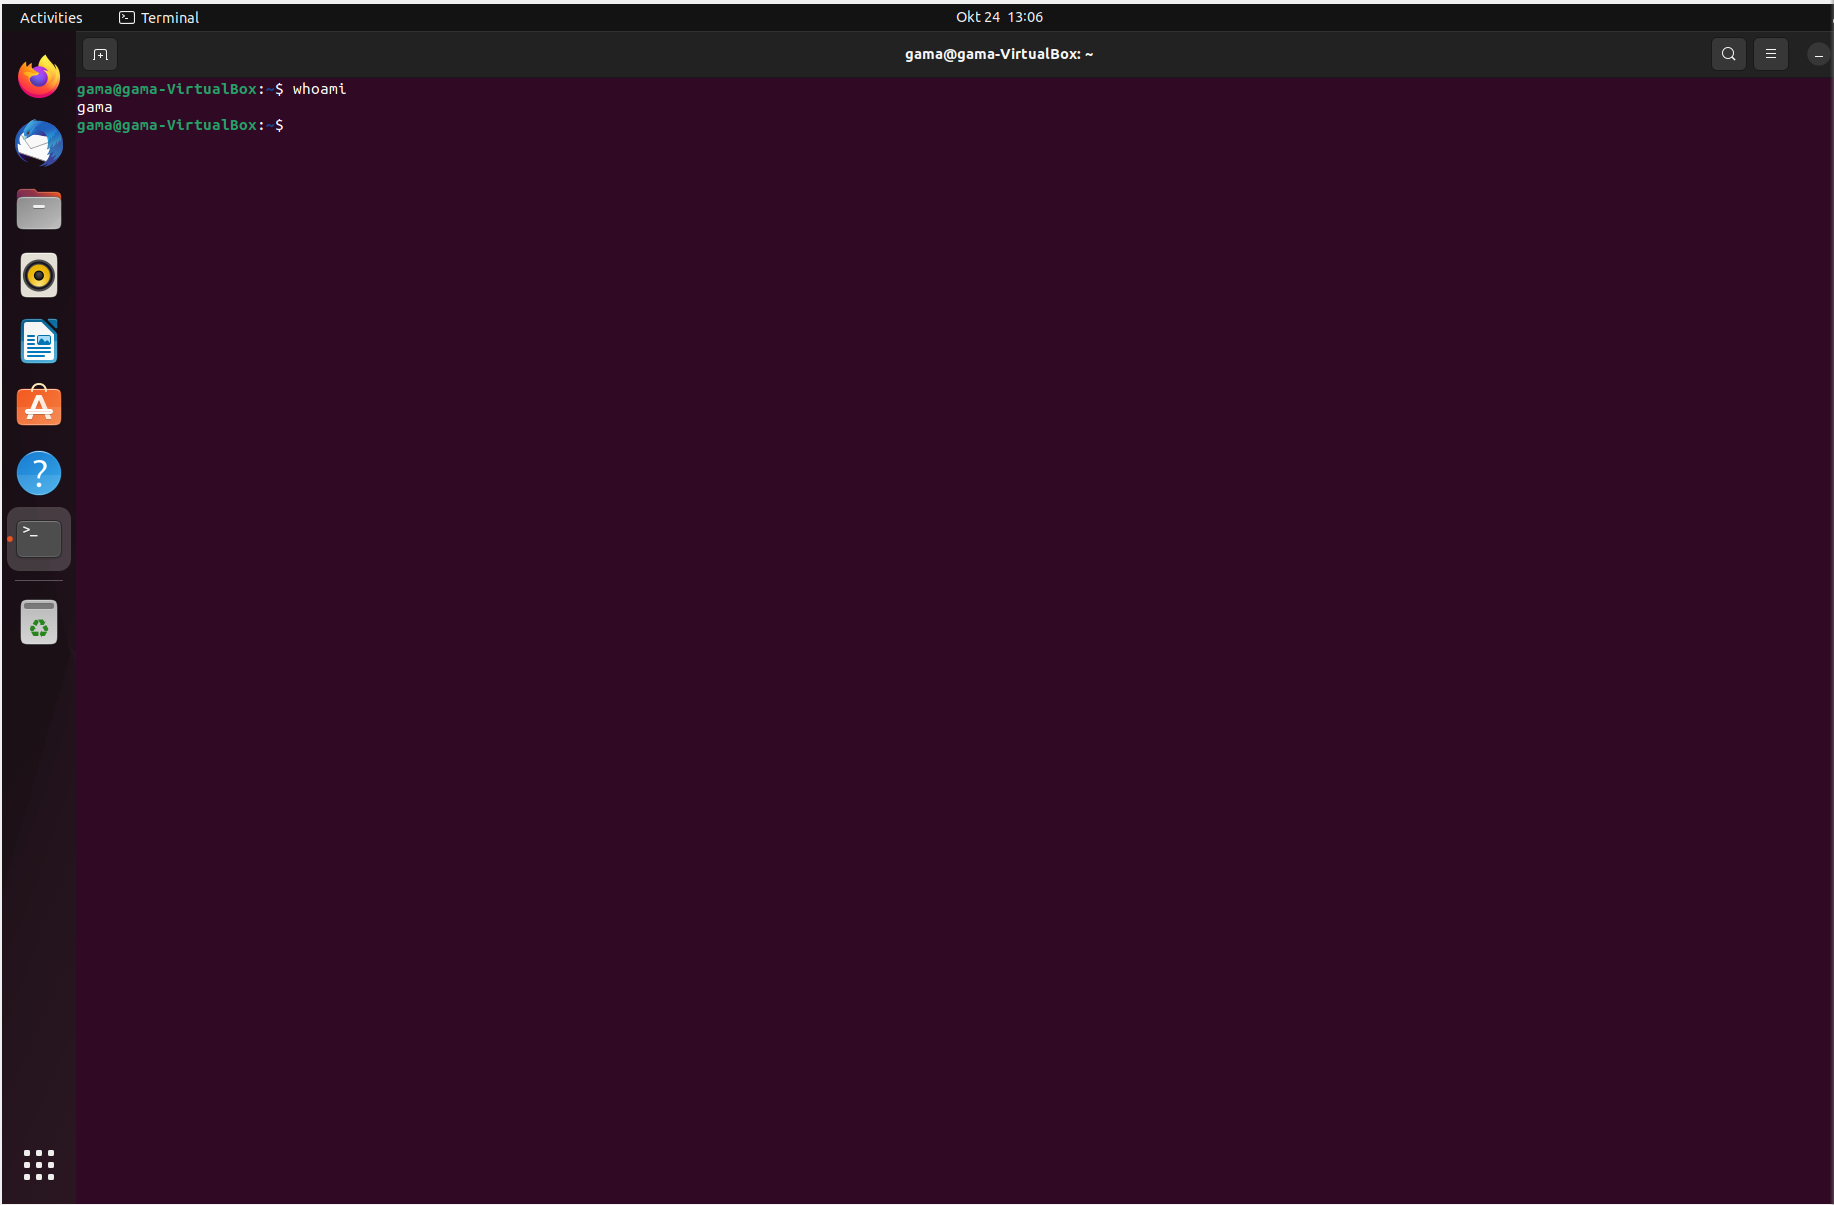 Activities
Terminal
Okt 24 13:06
gama@gama-VirtualBox: ~
gama@gama-VirtualBox:~$ whoami
gama
gama@gama-VirtualBox:~$